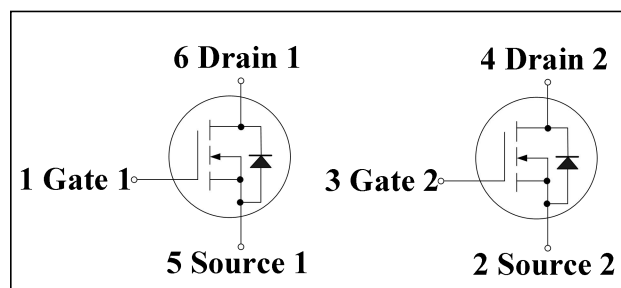 6 Drain 1
4 Drain 2
1 Gate 1
3 Gate 2
5 Source 1
2 Source 2